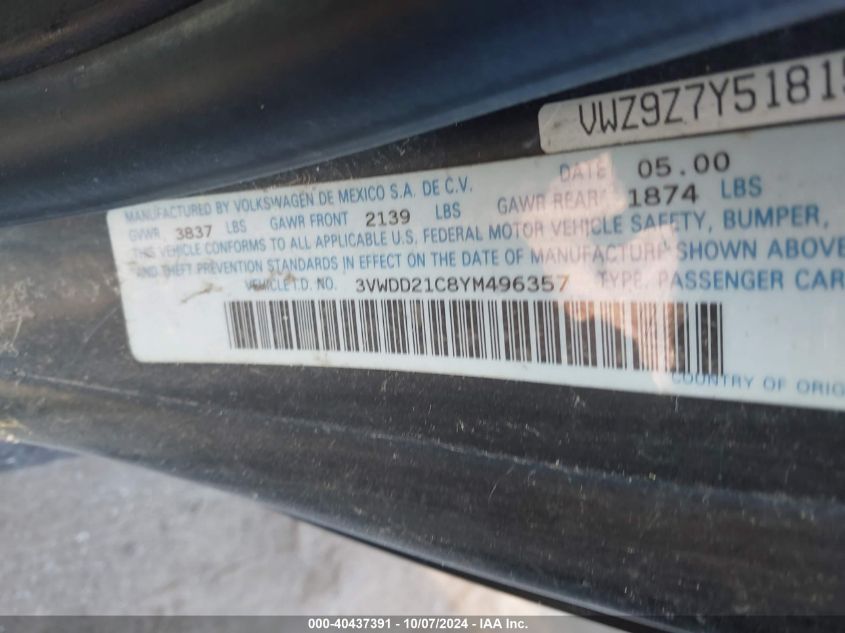 VWZ9Z7Y51815
DATE 05.00
MANUFACTURED BY VOLKSWAGEN DE MEXICO S.A. DE C.V.
GVWR 3837 LBS GAWR FRONT 2139 LBS GAWR REAR 1874 LBS
THIS VEHICLE CONFORMS TO ALL APPLICABLE U.S. FEDERAL MOTOR VEHICLE SAFETY, BUMPER,
AND THEFT PREVENTION STANDARDS IN EFFECT ON THE DATE OF MANUFACTURE SHOWN ABOVE
VEHICLE I.D. NO. 3VWDD21C8YM496357 TYPE: PASSENGER CAR
COUNTRY OF ORIG
000-40437391 - 10/07/2024 - IAA Inc.